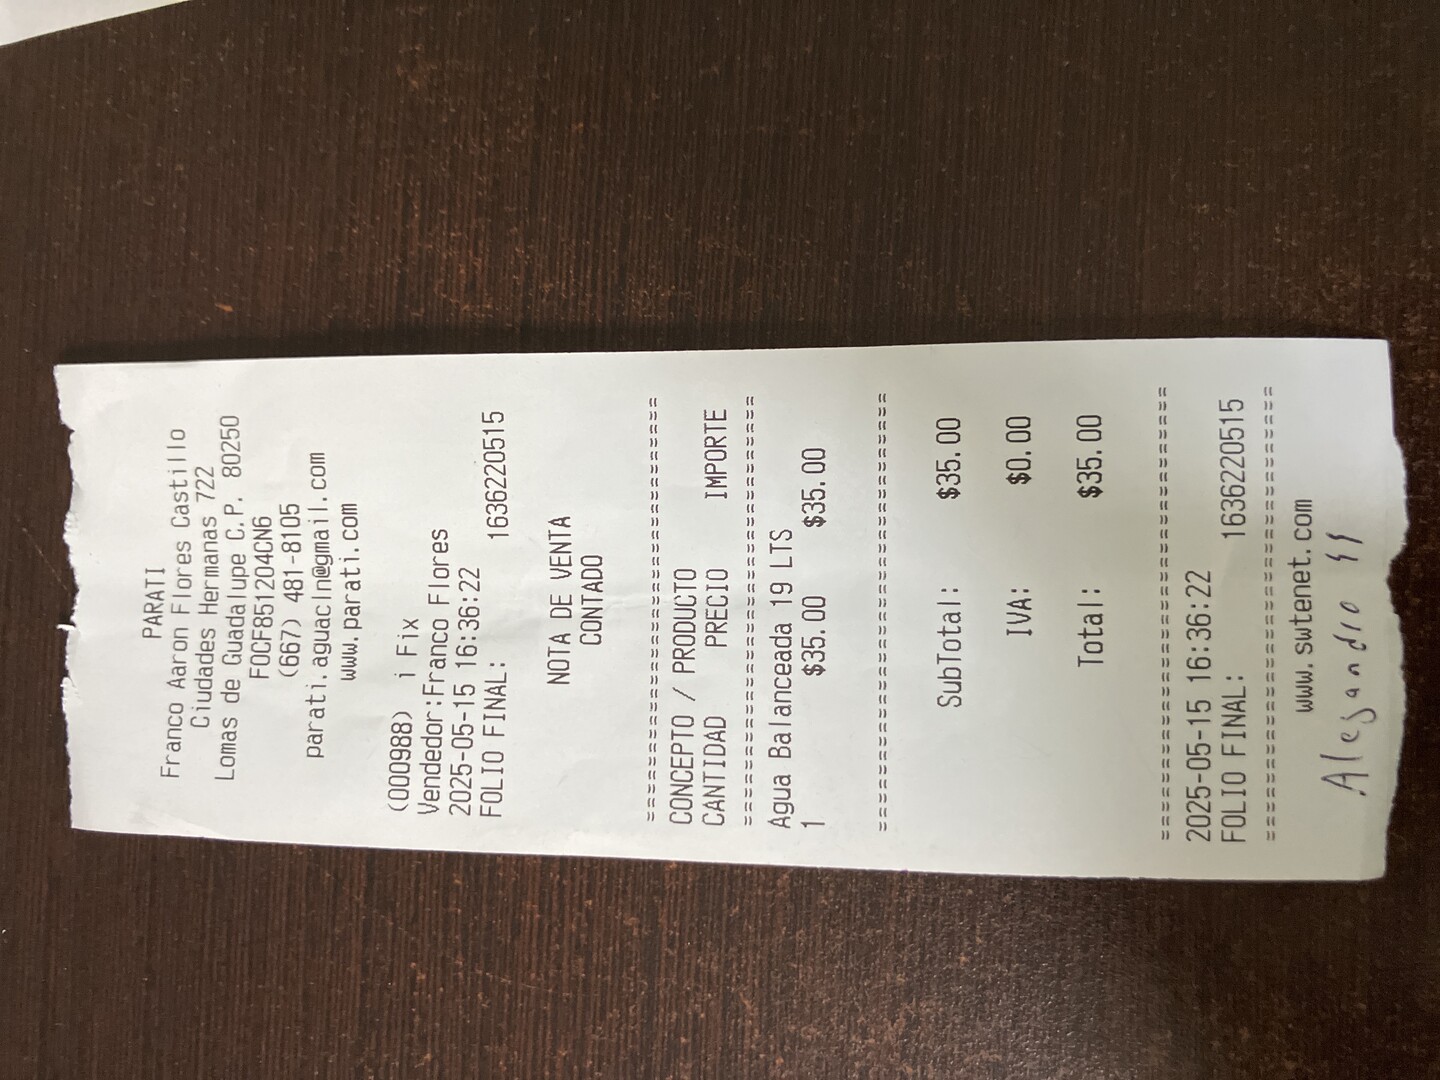 PARATI
Franco Aaron Flores Castillo
Ciudades Hermanas 722
Lomas de Guadalupe C.P. 80250
FOCF851204CN6
(667) 481-8105
parati.aguacln@gmail.com
www.parati.com
(000988) i Fix
Vendedor:Franco Flores
2025-05-15 16:36:22
FOLIO FINAL: 1636220515
NOTA DE VENTA
CONTADO
==============================
CONCEPTO / PRODUCTO
CANTIDAD PRECIO IMPORTE
==============================
Agua Balanceada 19 LTS
1 $35.00 $35.00
==============================
SubTotal: $35.00
IVA: $0.00
Total: $35.00
==============================
2025-05-15 16:36:22
FOLIO FINAL: 1636220515
==============================
www.swtenet.com